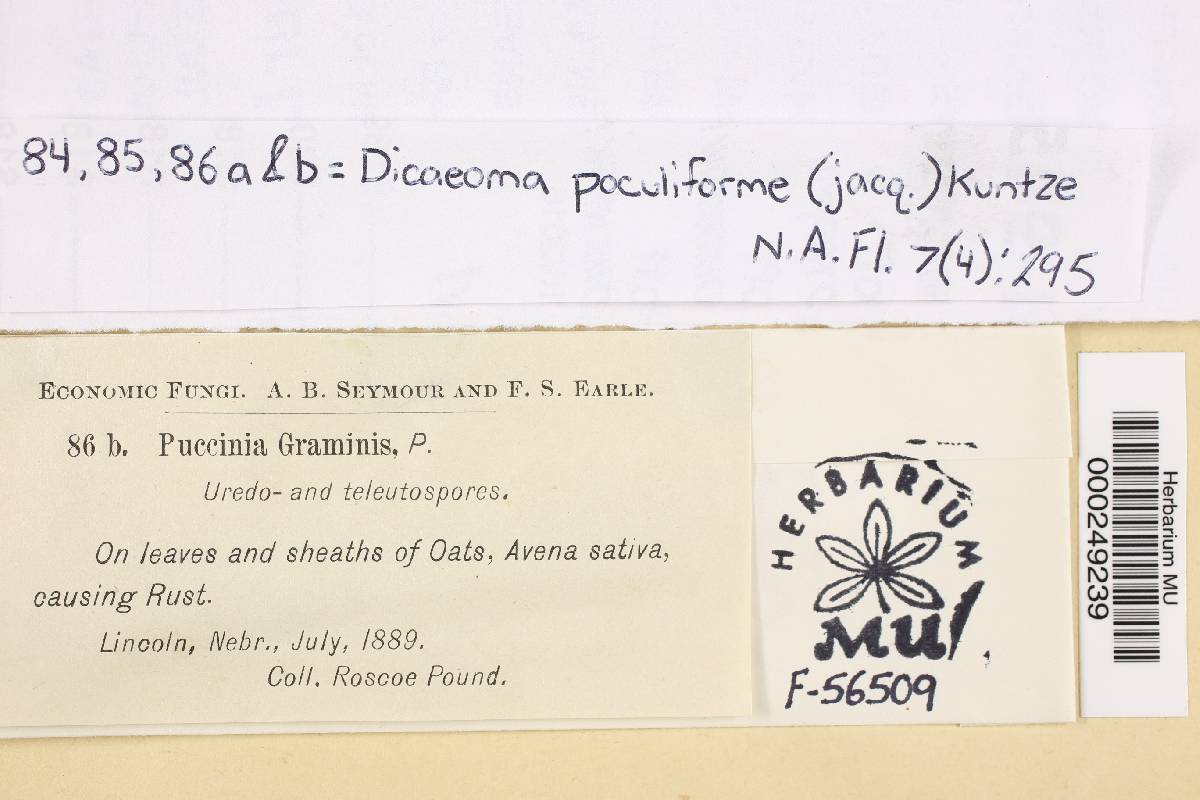 84, 85, 86 a & b = Dicaeoma poculiforme (jacq.) Kuntze
N.A.Fl. 7(4): 295
ECONOMIC FUNGI. A. B. SEYMOUR AND F. S. EARLE.
86 b. Puccinia Graminis, P.
Uredo- and teleutospores.
On leaves and sheaths of Oats, Avena sativa,
causing Rust.
Lincoln, Nebr., July, 1889.
Coll. Roscoe Pound.
HERBARIUM
MU
F-56509
Herbarium MU
000249239